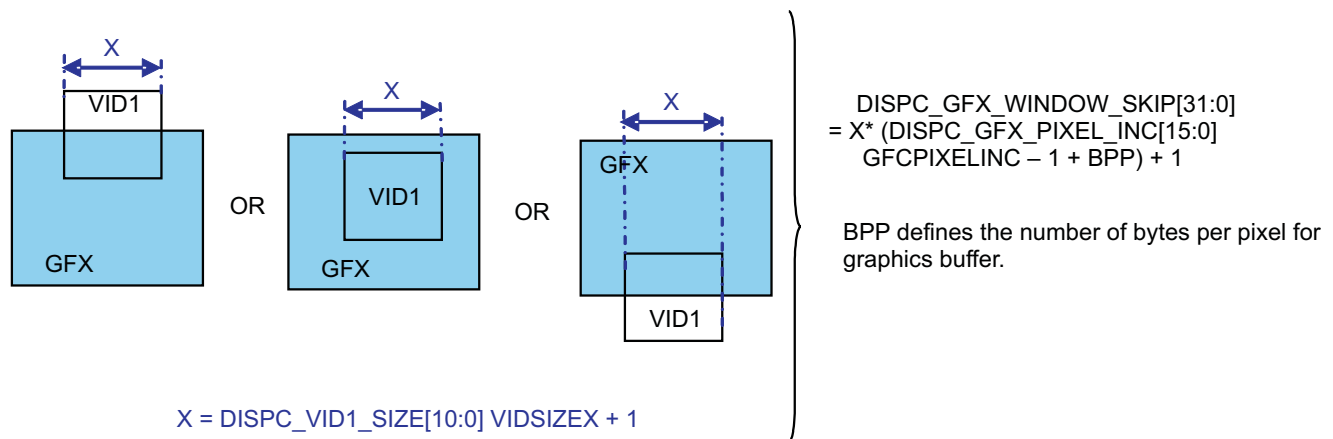 X
VID1
GFX
OR
X
VID1
GFX
OR
X
GFX
VID1
DISPC_GFX_WINDOW_SKIP[31:0]
= X* (DISPC_GFX_PIXEL_INC[15:0]
GFCPIXELINC – 1 + BPP) + 1
BPP defines the number of bytes per pixel for
graphics buffer.
X = DISPC_VID1_SIZE[10:0] VIDSIZEX + 1